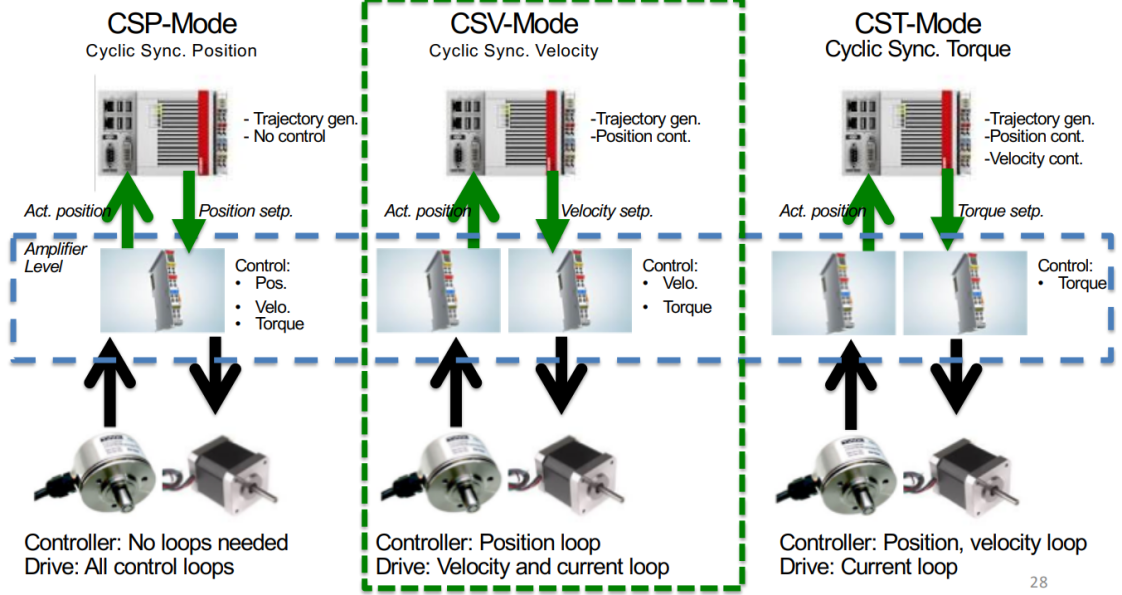 CSP-Mode
Cyclic Sync. Position
- Trajectory gen.
- No control
Act. position
Position setp.
Amplifier
Level
Control:
• Pos.
• Velo.
• Torque
Controller: No loops needed
Drive: All control loops
CSV-Mode
Cyclic Sync. Velocity
-Trajectory gen.
-Position cont.
Act. position
Velocity setp.
Control:
• Velo.
• Torque
Controller: Position loop
Drive: Velocity and current loop
CST-Mode
Cyclic Sync. Torque
-Trajectory gen.
-Position cont.
-Velocity cont.
Act. position
Torque setp.
Control:
• Torque
Controller: Position, velocity loop
Drive: Current loop
28